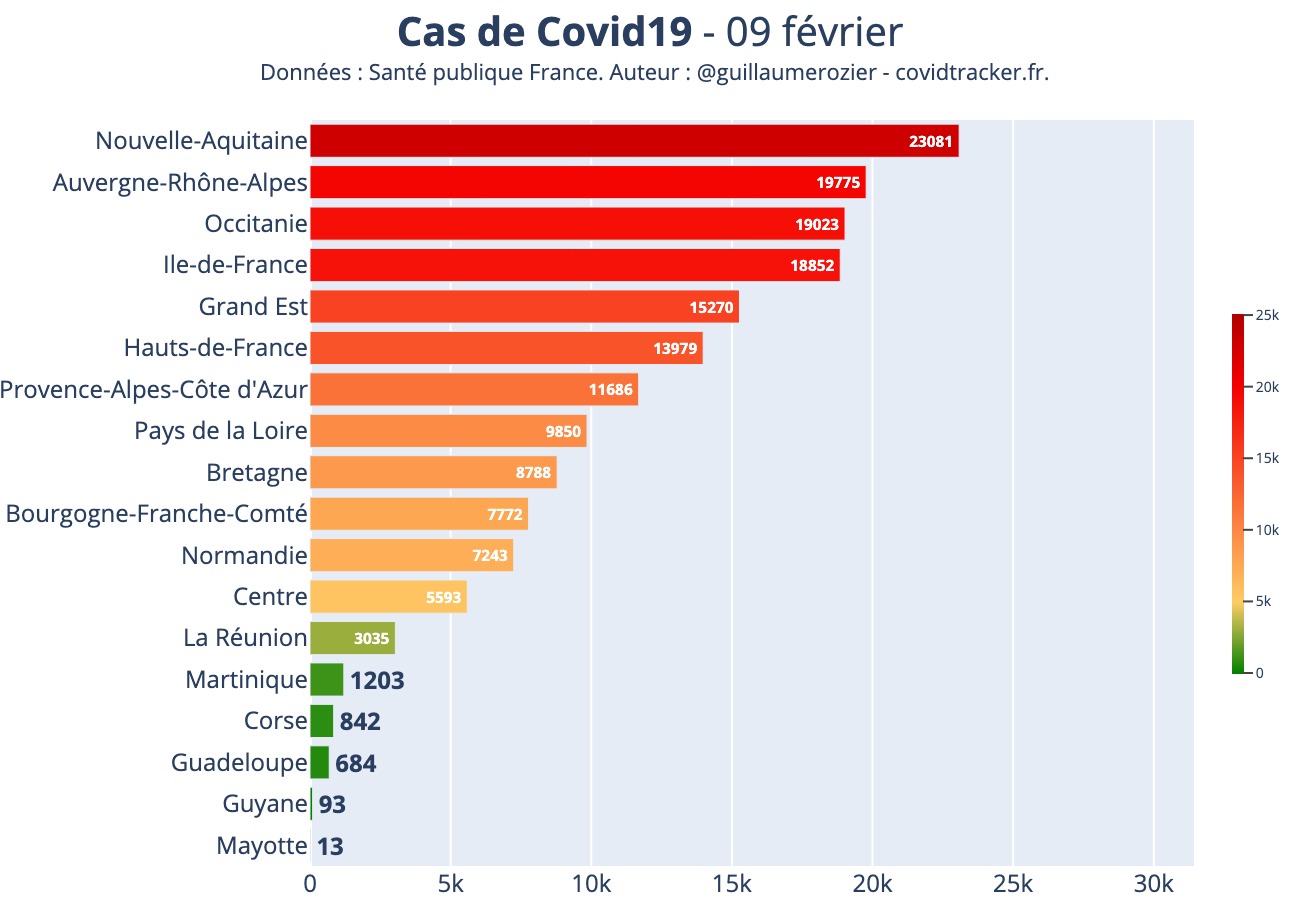 Cas de Covid19 - 09 février
Données : Santé publique France. Auteur : @guillaumerozier - covidtracker.fr.
Nouvelle-Aquitaine 23081
Auvergne-Rhône-Alpes 19775
Occitanie 19023
Ile-de-France 18852
Grand Est 15270
Hauts-de-France 13979
Provence-Alpes-Côte d'Azur 11686
Pays de la Loire 9850
Bretagne 8788
Bourgogne-Franche-Comté 7772
Normandie 7243
Centre 5593
La Réunion 3035
Martinique 1203
Corse 842
Guadeloupe 684
Guyane 93
Mayotte 13
0 5k 10k 15k 20k 25k 30k
25k
20k
15k
10k
5k
0